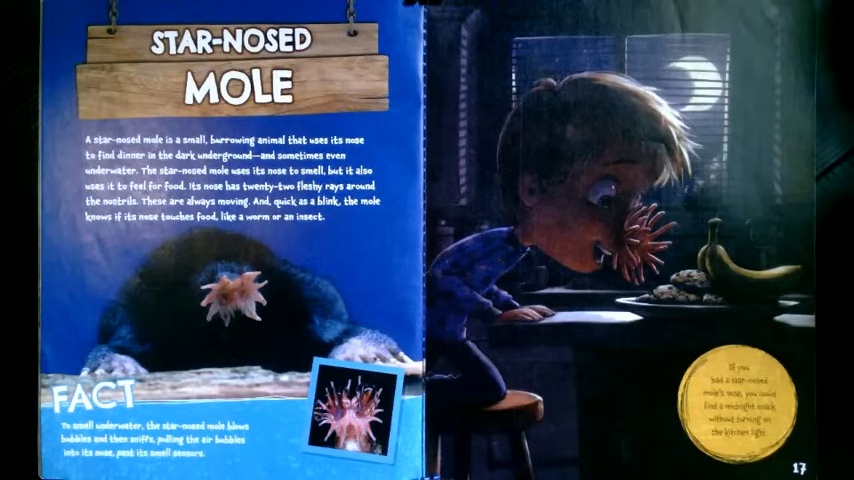 STAR-NOSED
MOLE
A star-nosed mole is a small, burrowing animal that uses its nose
to find dinner in the dark underground—and sometimes even
underwater. The star-nosed mole uses its nose to smell, but it also
uses it to feel for food. Its nose has twenty-two fleshy rays around
the nostrils. These are always moving. And, quick as a blink, the mole
knows if its nose touches food, like a worm or an insect.
FACT
To smell underwater, the star-nosed mole blows
bubbles and then sniffs, pulling the air bubbles
into its nose, past its smell sensors.
If you
had a star-nosed
mole's nose, you could
find a midnight snack
without turning on
the kitchen light.
17